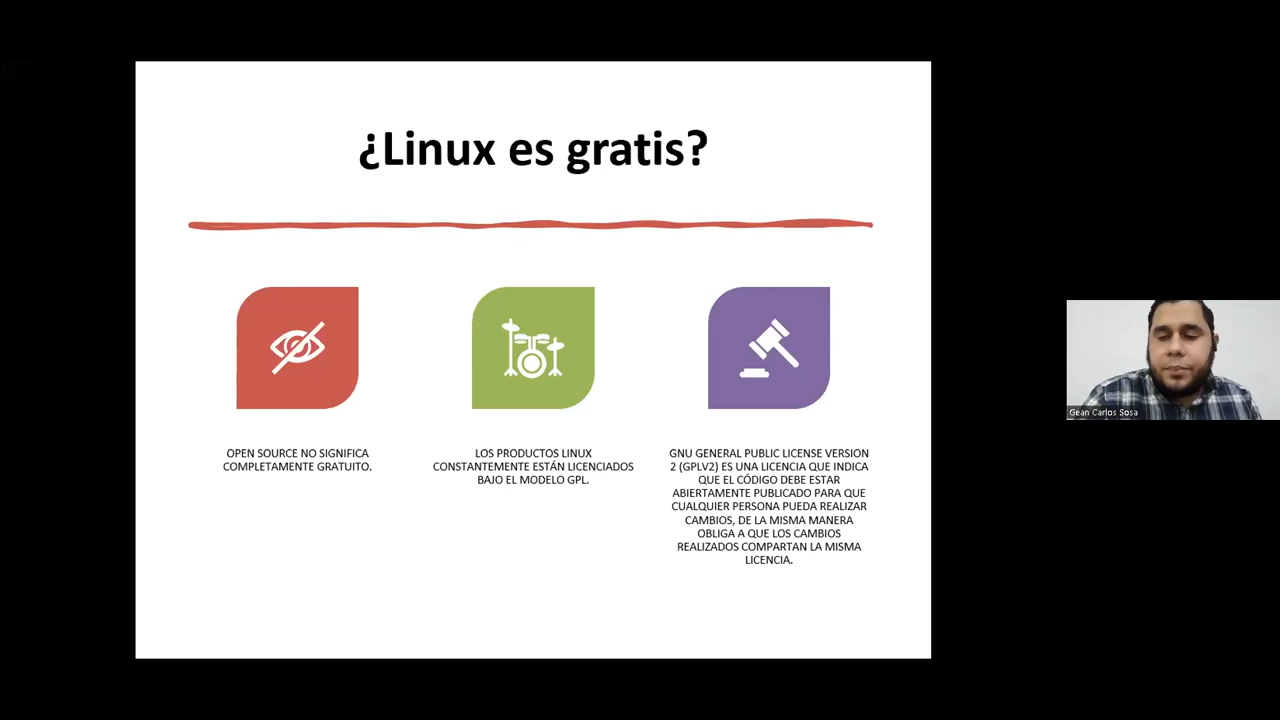 ¿Linux es gratis?
OPEN SOURCE NO SIGNIFICA
COMPLETAMENTE GRATUITO.
LOS PRODUCTOS LINUX
CONSTANTEMENTE ESTÁN LICENCIADOS
BAJO EL MODELO GPL.
GNU GENERAL PUBLIC LICENSE VERSION
2 (GPLV2) ES UNA LICENCIA QUE INDICA
QUE EL CÓDIGO DEBE ESTAR
ABIERTAMENTE PUBLICADO PARA QUE
CUALQUIER PERSONA PUEDA REALIZAR
CAMBIOS, DE LA MISMA MANERA
OBLIGA A QUE LOS CAMBIOS
REALIZADOS COMPARTAN LA MISMA
LICENCIA.
Gean Carlos Sosa